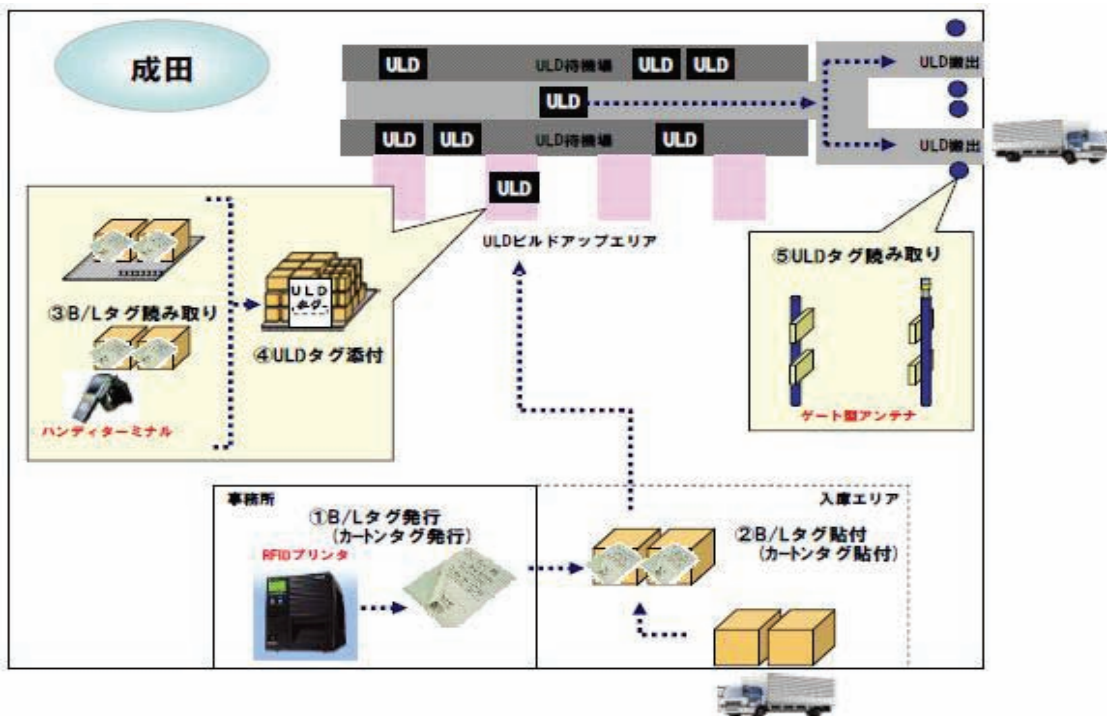 成田
ULD
ULD待機場
ULD
ULD
ULD
ULD搬出
ULD搬出
ULD
ULD
ULD待機場
ULD
ULD
ULDビルドアップエリア
③B/Lタグ読み取り
ハンディターミナル
ULD
タグ
④ULDタグ添付
⑤ULDタグ読み取り
ゲート型アンテナ
事務所
①B/Lタグ発行
(カートンタグ発行)
RFIDプリンタ
入庫エリア
②B/Lタグ貼付
(カートンタグ貼付)